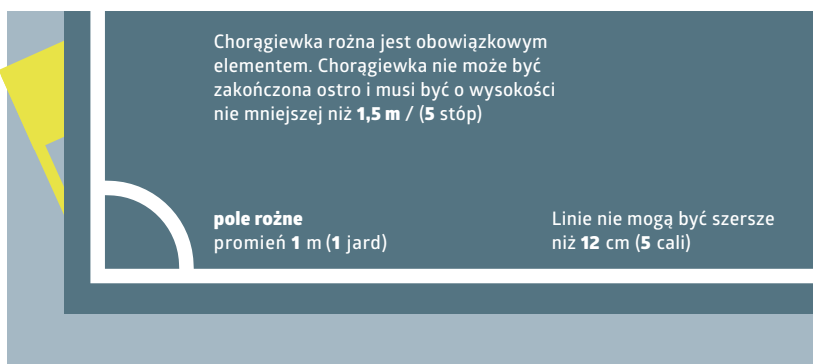 Chorągiewka rożna jest obowiązkowym
elementem. Chorągiewka nie może być
zakończona ostro i musi być o wysokości
nie mniejszej niż 1,5 m / (5 stóp)
pole rożne
promień 1 m (1 jard)
Linie nie mogą być szersze
niż 12 cm (5 cali)